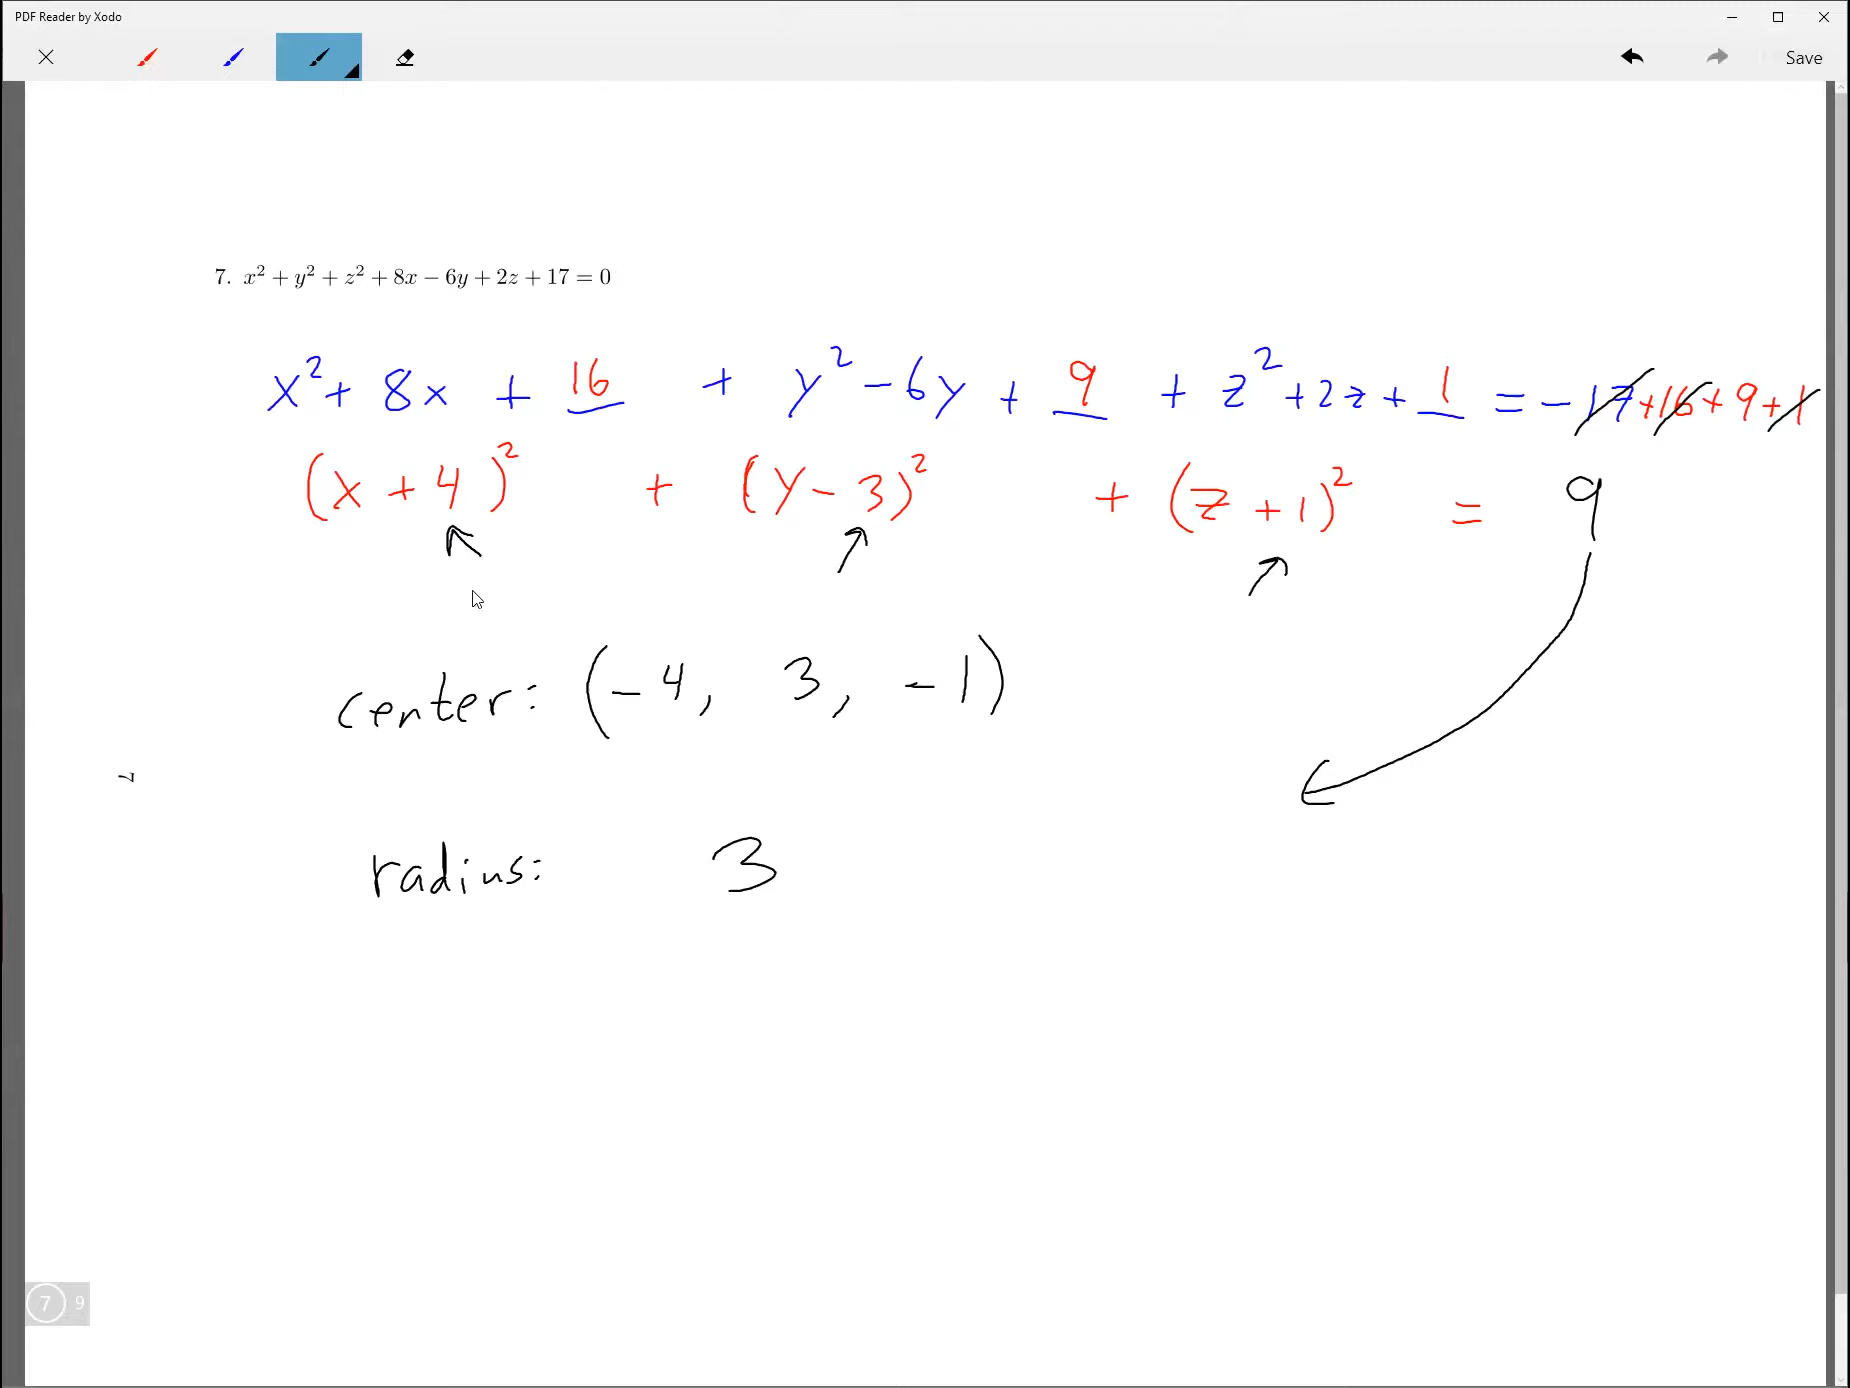 PDF Reader by Xodo
Save
7. x² + y² + z² + 8x − 6y + 2z + 17 = 0
x² + 8x + 16 + y² − 6y + 9 + z² + 2z + 1 = −17 + 16 + 9 + 1
(x + 4)² + (y − 3)² + (z + 1)² = 9
center: (−4, 3, −1)
7
radius: 3
7 9